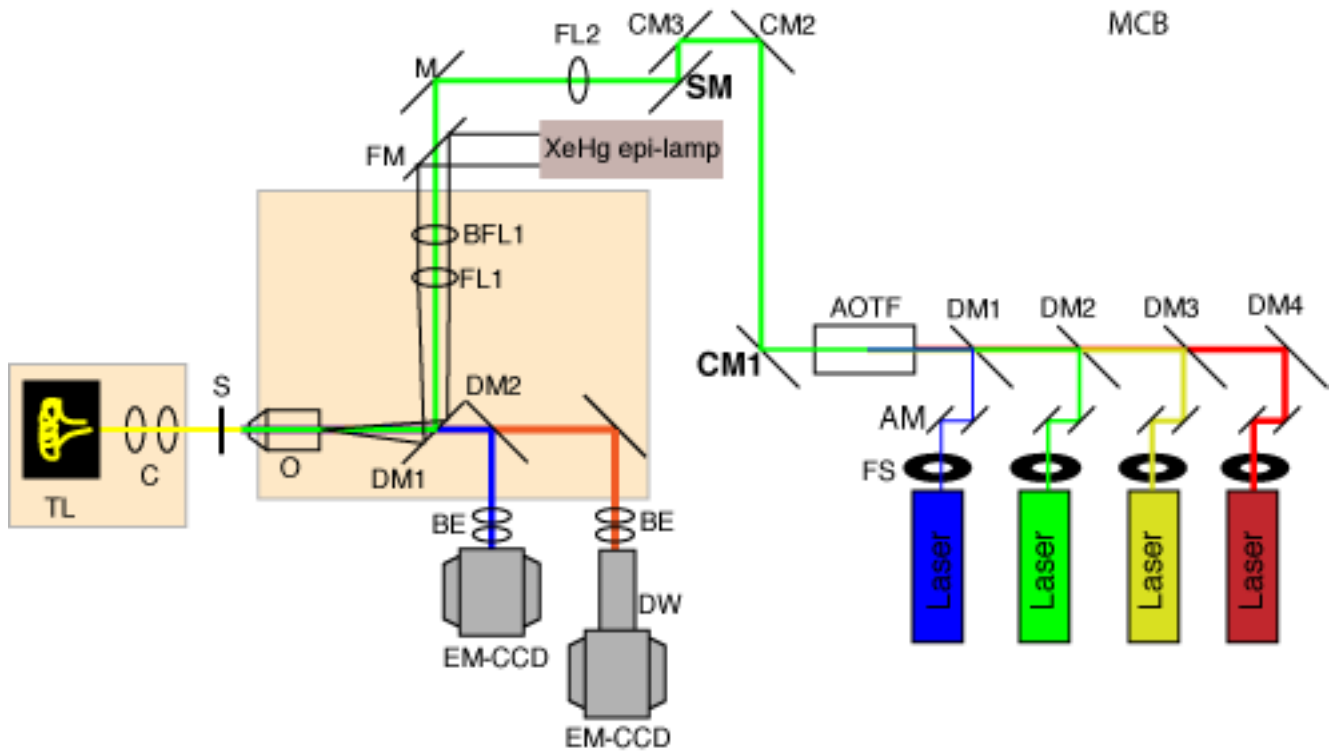 CM3
CM2
MCB
FL2
M
SM
FM
XeHg epi-lamp
BFL1
FL1
AOTF
DM1
DM2
DM3
DM4
CM1
S
DM2
AM
O
DM1
C
TL
FS
BE
BE
Laser
Laser
Laser
Laser
DW
EM-CCD
EM-CCD